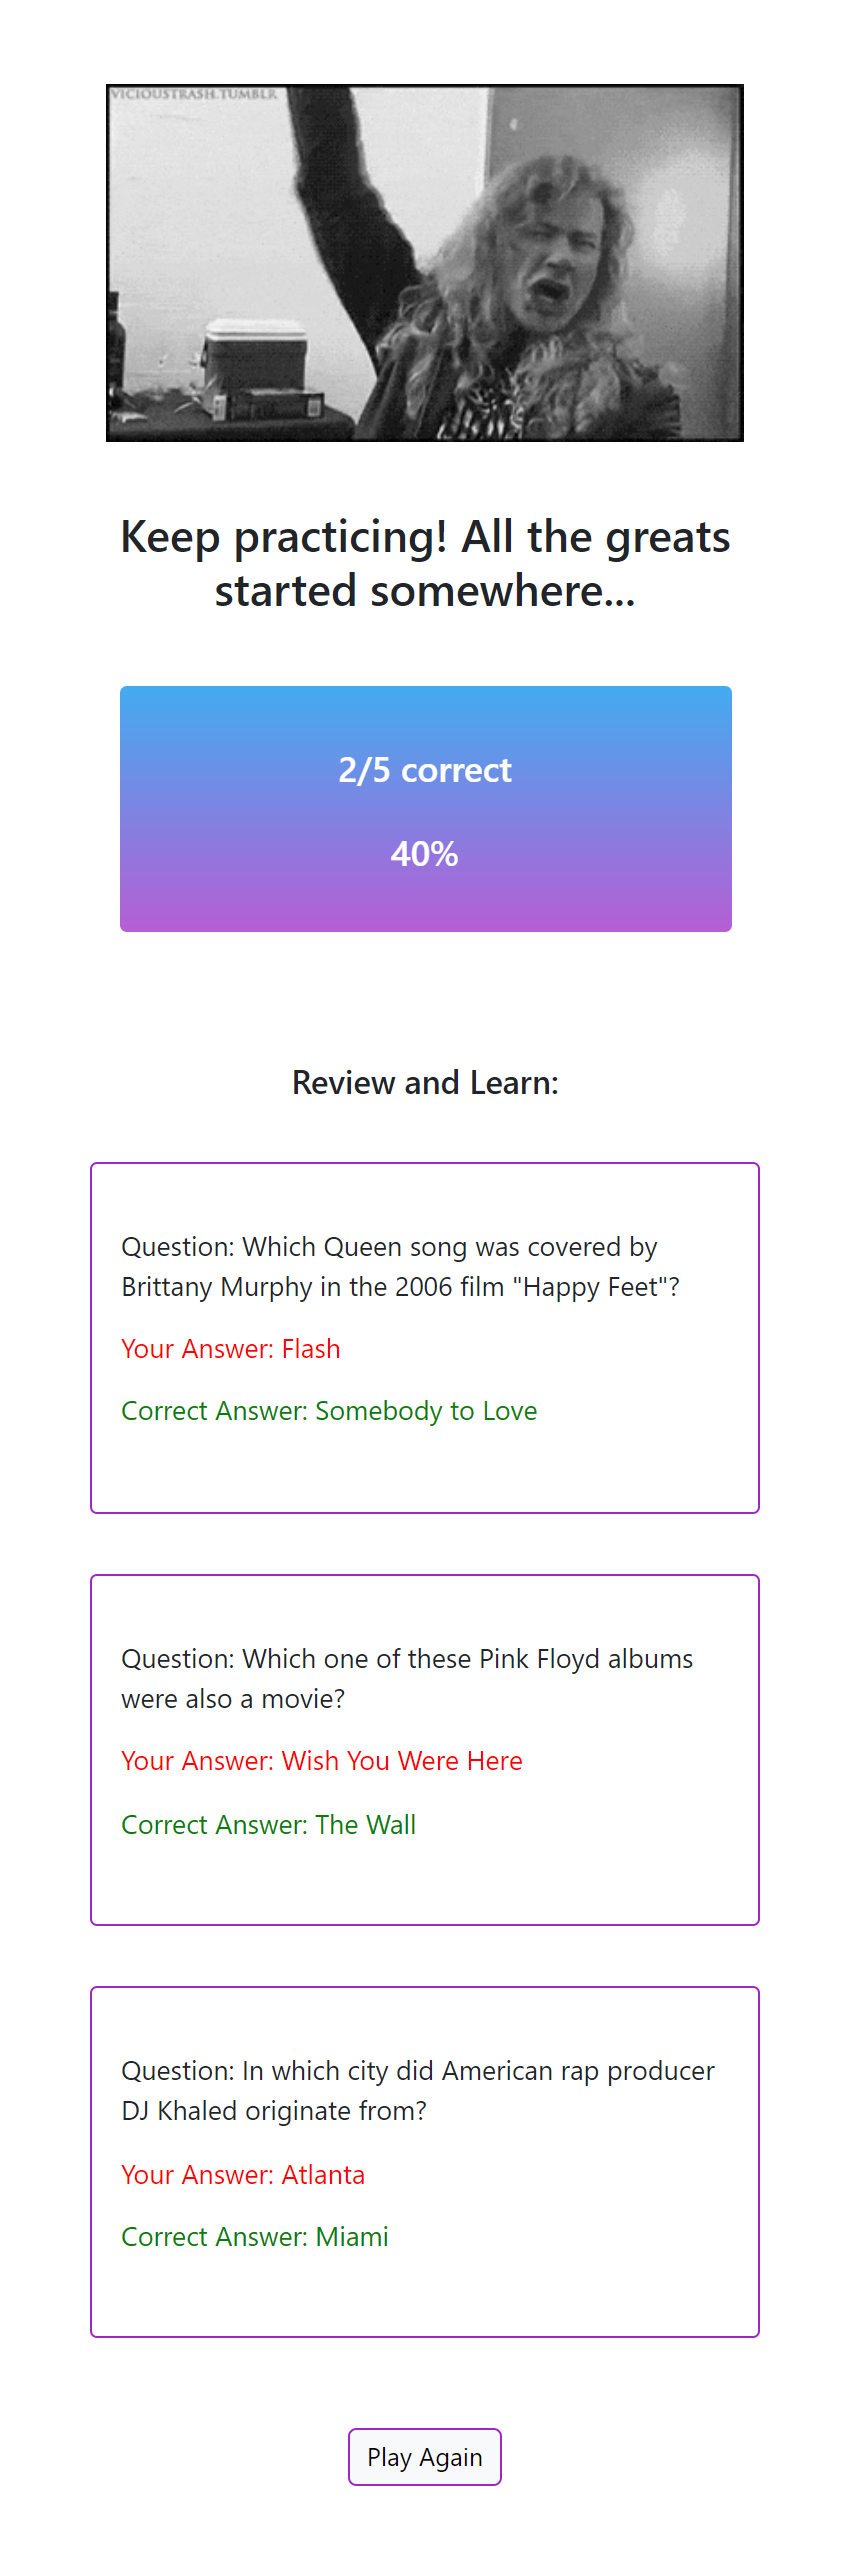 VICIOUSTRASH.TUMBLR
Keep practicing! All the greats
started somewhere...
2/5 correct
40%
Review and Learn:
Question: Which Queen song was covered by
Brittany Murphy in the 2006 film "Happy Feet"?
Your Answer: Flash
Correct Answer: Somebody to Love
Question: Which one of these Pink Floyd albums
were also a movie?
Your Answer: Wish You Were Here
Correct Answer: The Wall
Question: In which city did American rap producer
DJ Khaled originate from?
Your Answer: Atlanta
Correct Answer: Miami
Play Again